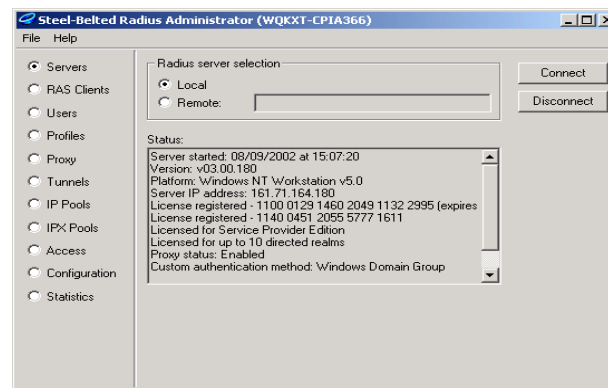 Steel-Belted Radius Administrator (WQKXT-CPIA366)
File Help
Servers
RAS Clients
Users
Profiles
Proxy
Tunnels
IP Pools
IPX Pools
Access
Configuration
Statistics
Radius server selection
Local
Remote:
Connect
Disconnect
Status:
Server started: 08/09/2002 at 15:07:20
Version: v03.00.180
Platform: Windows NT Workstation v5.0
Server IP address: 161.71.164.180
License registered - 1100 0129 1460 2049 1132 2995 (expires
License registered - 1140 0451 2055 5777 1611
Licensed for Service Provider Edition
Licensed for up to 10 directed realms
Proxy status: Enabled
Custom authentication method: Windows Domain Group